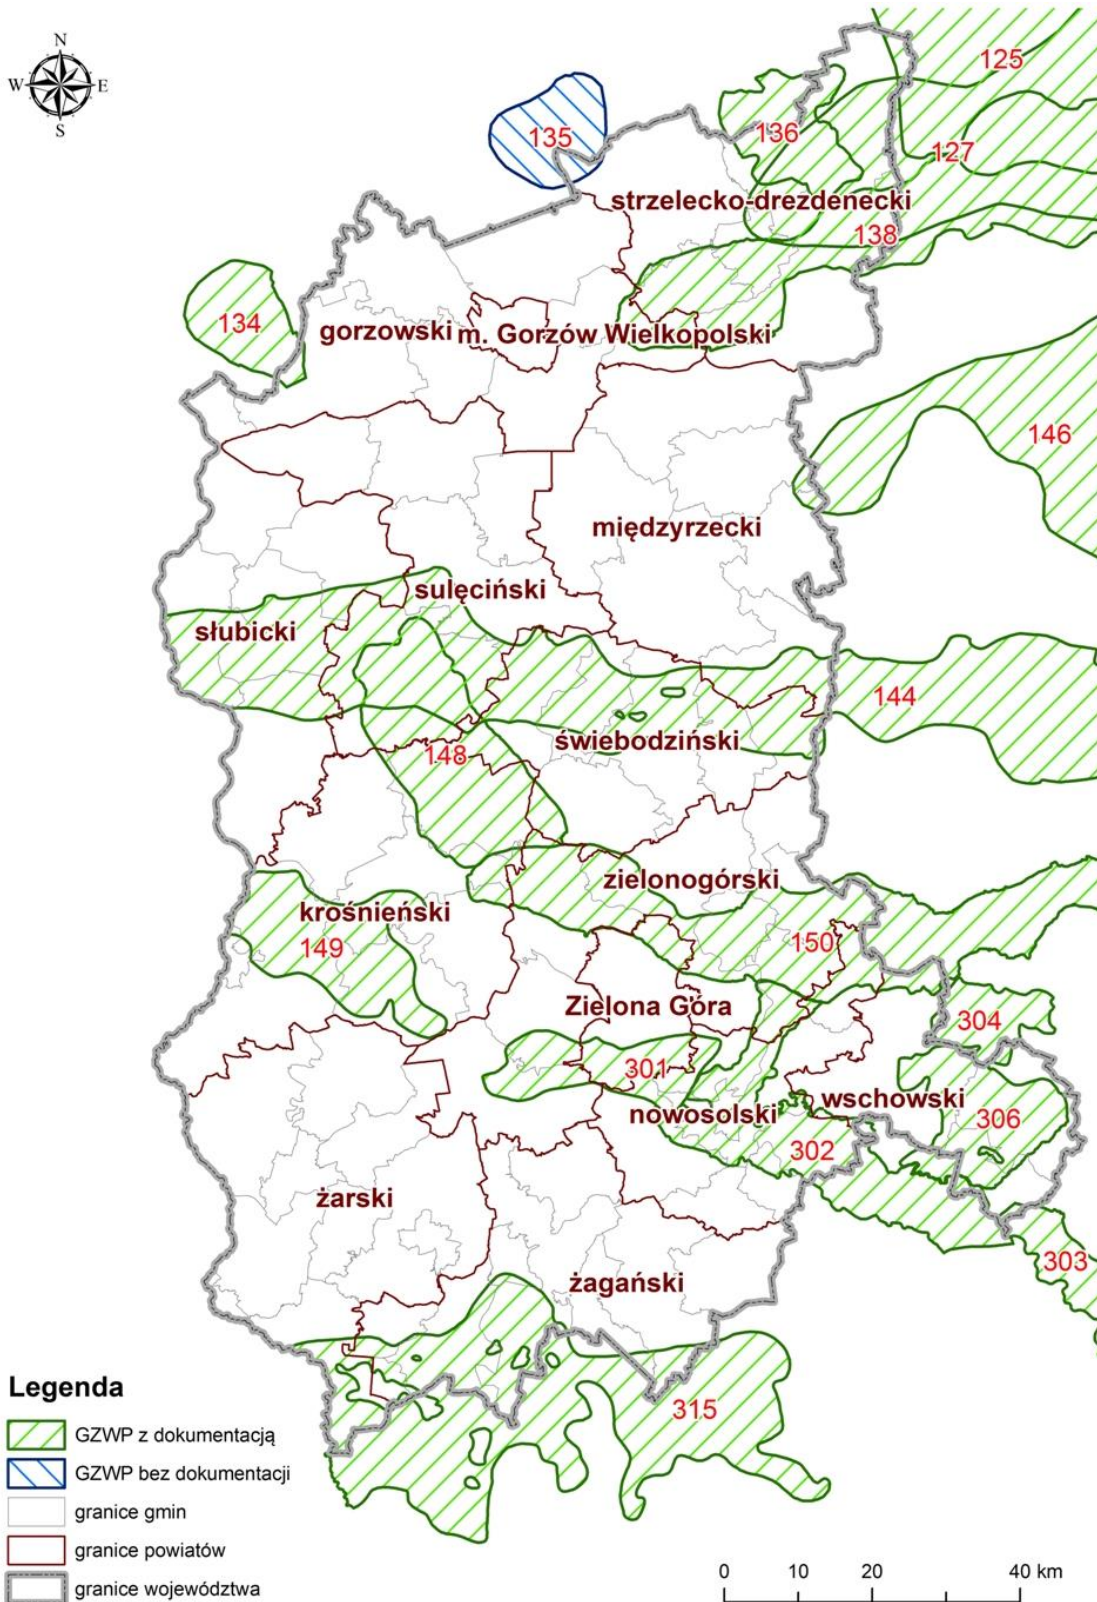 N
W E
S
125
135
136
127
strzelecko-drezdenecki
138
134
gorzowski
m. Gorzów Wielkopolski
146
międzyrzecki
sulęciński
słubicki
144
świebodziński
148
zielonogórski
krośnieński
149
150
Zielona Góra
304
301
wschowski
nowosolski
306
302
żarski
303
żagański
315
Legenda
GZWP z dokumentacją
GZWP bez dokumentacji
granice gmin
granice powiatów
granice województwa
0 10 20 40 km